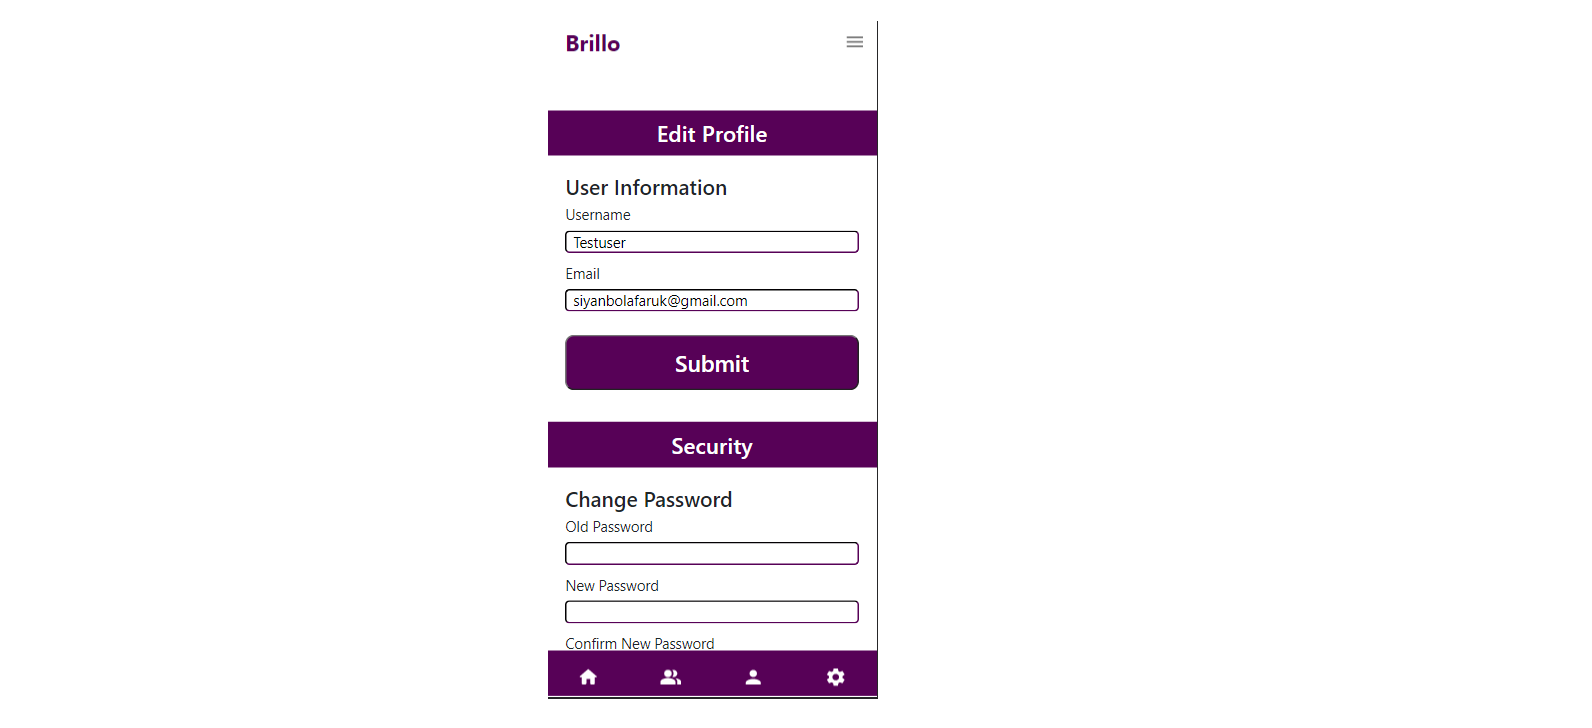 Brillo
Edit Profile
User Information
Username
Testuser
Email
siyanbolafaruk@gmail.com
Submit
Security
Change Password
Old Password
New Password
Confirm New Password